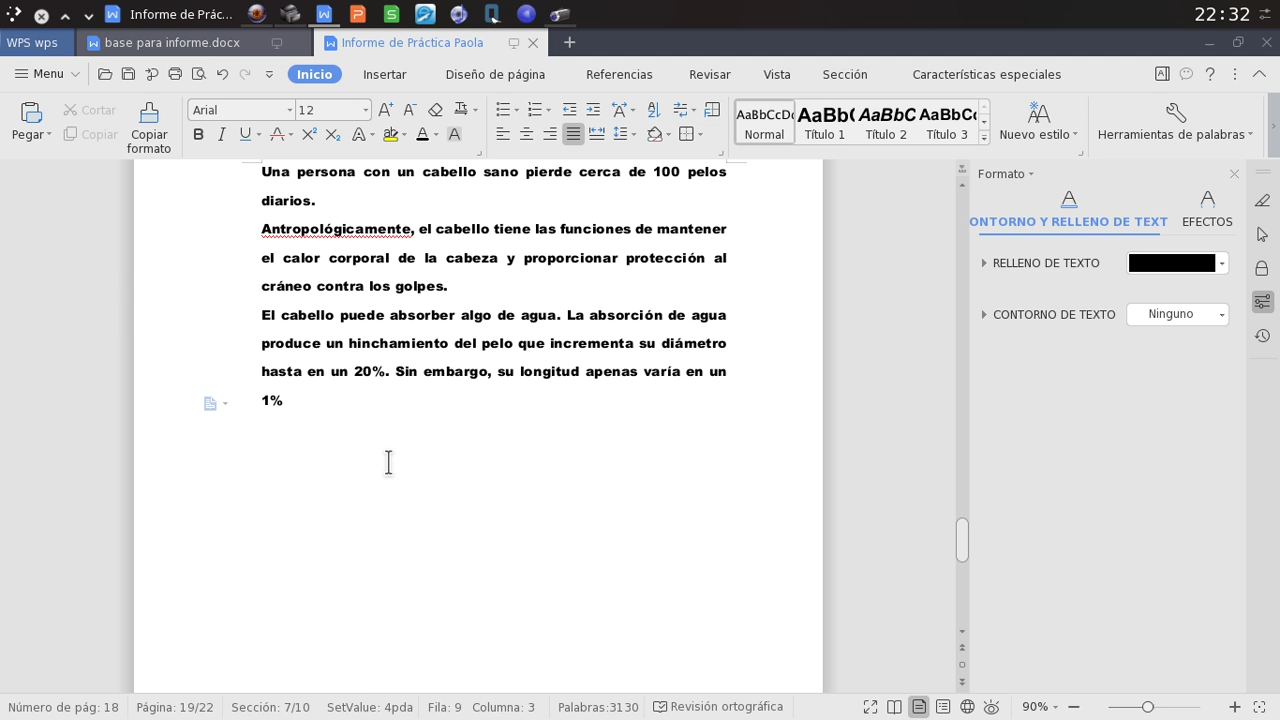 Informe de Prác...
22:32
WPS wps
base para informe.docx
Informe de Práctica Paola
Menu
Inicio
Insertar
Diseño de página
Referencias
Revisar
Vista
Sección
Características especiales
Pegar
Cortar
Copiar
Copiar formato
Arial
12
AaBbCcDd
Normal
AaBb(
Título 1
AaBbC
Título 2
AaBbC
Título 3
Nuevo estilo
Herramientas de palabras
Una persona con un cabello sano pierde cerca de 100 pelos
diarios.
Antropológicamente, el cabello tiene las funciones de mantener
el calor corporal de la cabeza y proporcionar protección al
cráneo contra los golpes.
El cabello puede absorber algo de agua. La absorción de agua
produce un hinchamiento del pelo que incrementa su diámetro
hasta en un 20%. Sin embargo, su longitud apenas varía en un
1%
Formato
ONTORNO Y RELLENO DE TEXT
EFECTOS
RELLENO DE TEXTO
CONTORNO DE TEXTO
Ninguno
Número de pág: 18
Página: 19/22
Sección: 7/10
SetValue: 4pda
Fila: 9
Columna: 3
Palabras:3130
Revisión ortográfica
90%